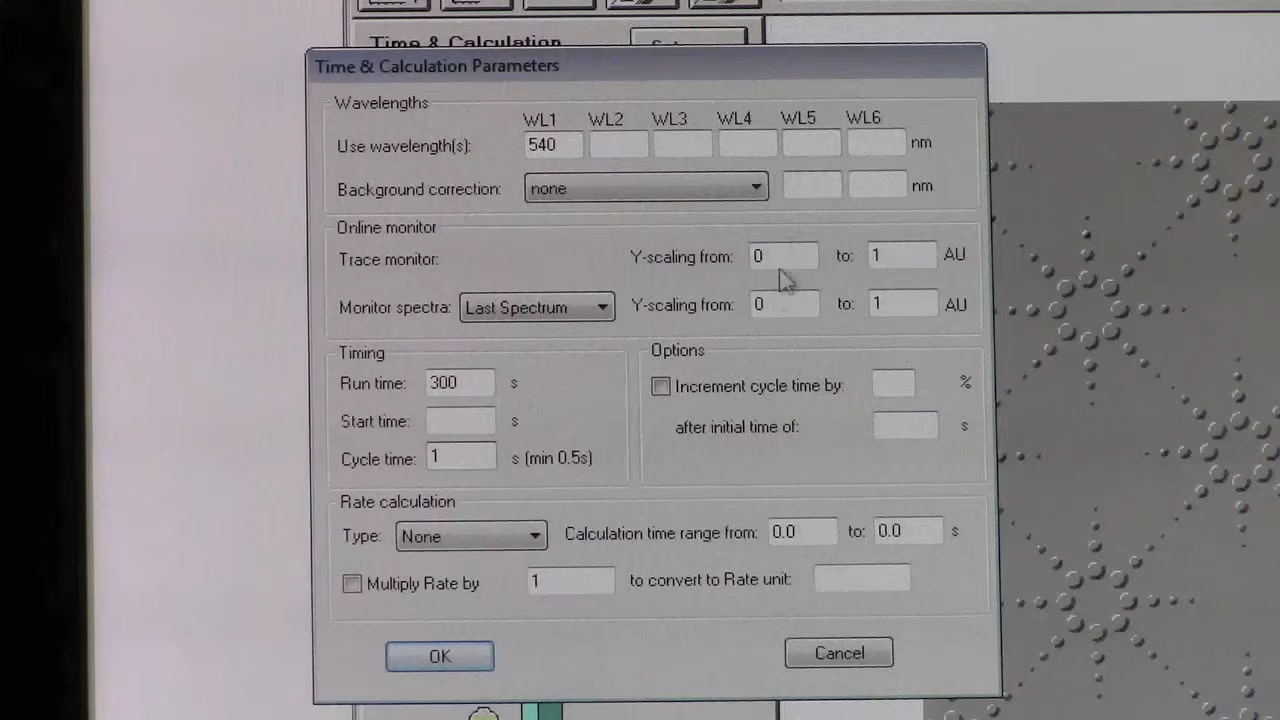 Time & Calculation
Time & Calculation Parameters
Wavelengths
WL1 WL2 WL3 WL4 WL5 WL6
Use wavelength(s): 540 nm
Background correction: none nm
Online monitor
Trace monitor: Y-scaling from: 0 to: 1 AU
Monitor spectra: Last Spectrum Y-scaling from: 0 to: 1 AU
Timing
Options
Run time: 300 s
Increment cycle time by: %
Start time: s
after initial time of: s
Cycle time: 1 s (min 0.5s)
Rate calculation
Type: None Calculation time range from: 0.0 to: 0.0 s
Multiply Rate by 1 to convert to Rate unit:
OK Cancel